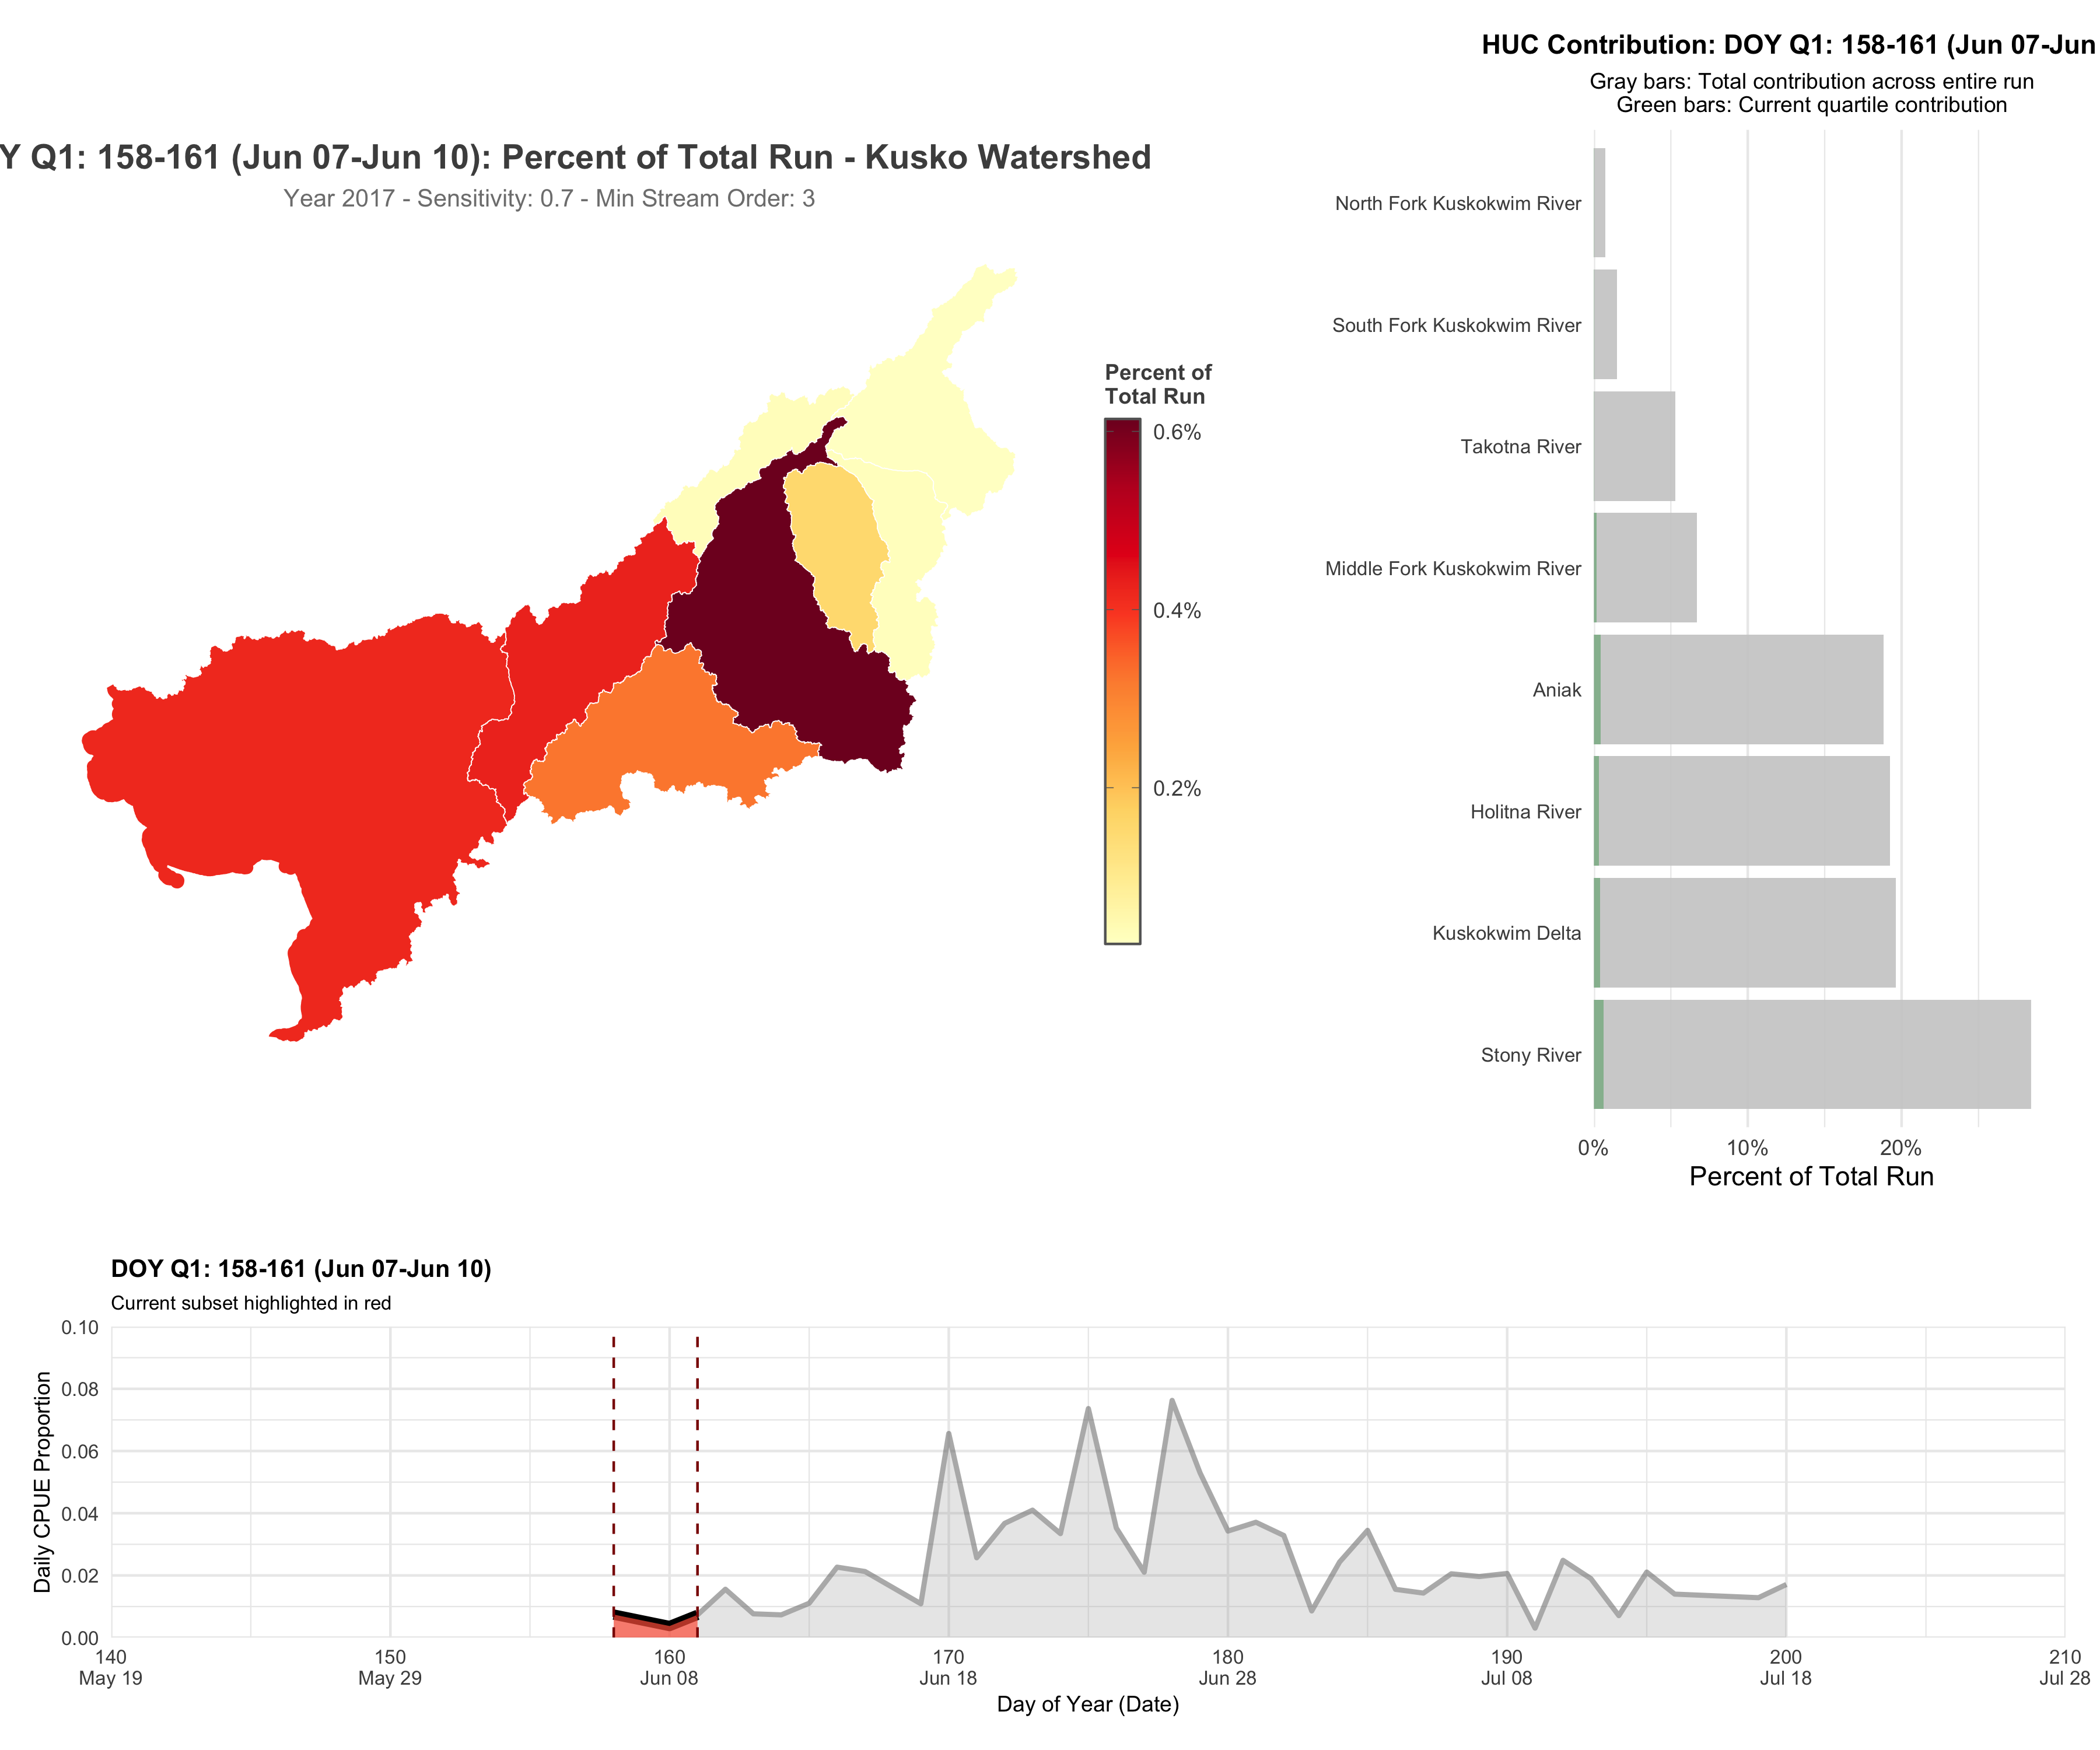 HUC Contribution: DOY Q1: 158-161 (Jun 07-Jun
Gray bars: Total contribution across entire run
Green bars: Current quartile contribution
Y Q1: 158-161 (Jun 07-Jun 10): Percent of Total Run - Kusko Watershed
Year 2017 - Sensitivity: 0.7 - Min Stream Order: 3
Percent of
Total Run
0.6%
0.4%
0.2%
North Fork Kuskokwim River
South Fork Kuskokwim River
Takotna River
Middle Fork Kuskokwim River
Aniak
Holitna River
Kuskokwim Delta
Stony River
0% 10% 20%
Percent of Total Run
DOY Q1: 158-161 (Jun 07-Jun 10)
Current subset highlighted in red
Daily CPUE Proportion
0.10
0.08
0.06
0.04
0.02
0.00
140 150 160 170 180 190 200 210
May 19 May 29 Jun 08 Jun 18 Jun 28 Jul 08 Jul 18 Jul 28
Day of Year (Date)